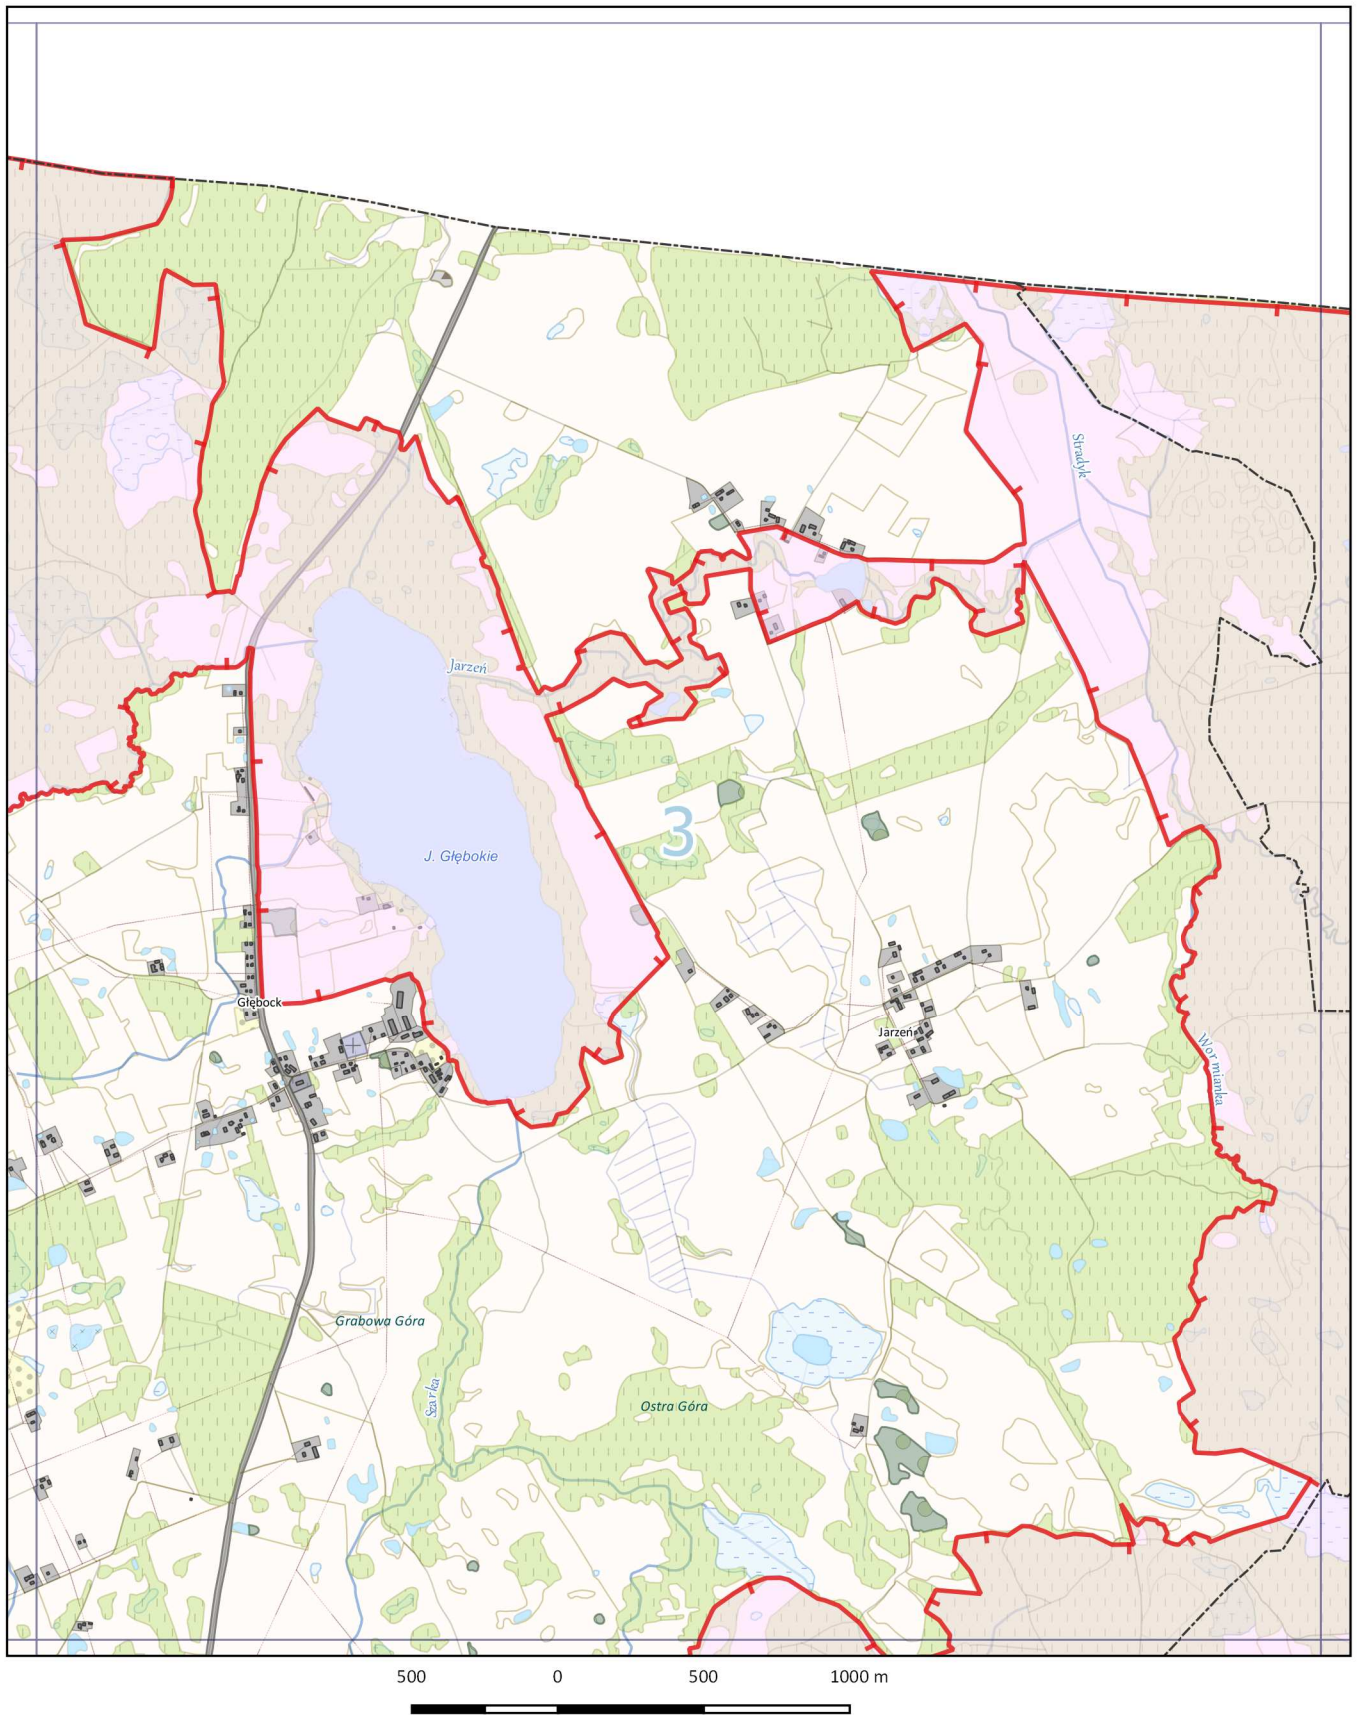 Stradyk
Jarzeń
3
J. Głębokie
Głębock
Jarzeń
Wormianka
Grabowa Góra
Szarka
Ostra Góra
500 0 500 1000 m